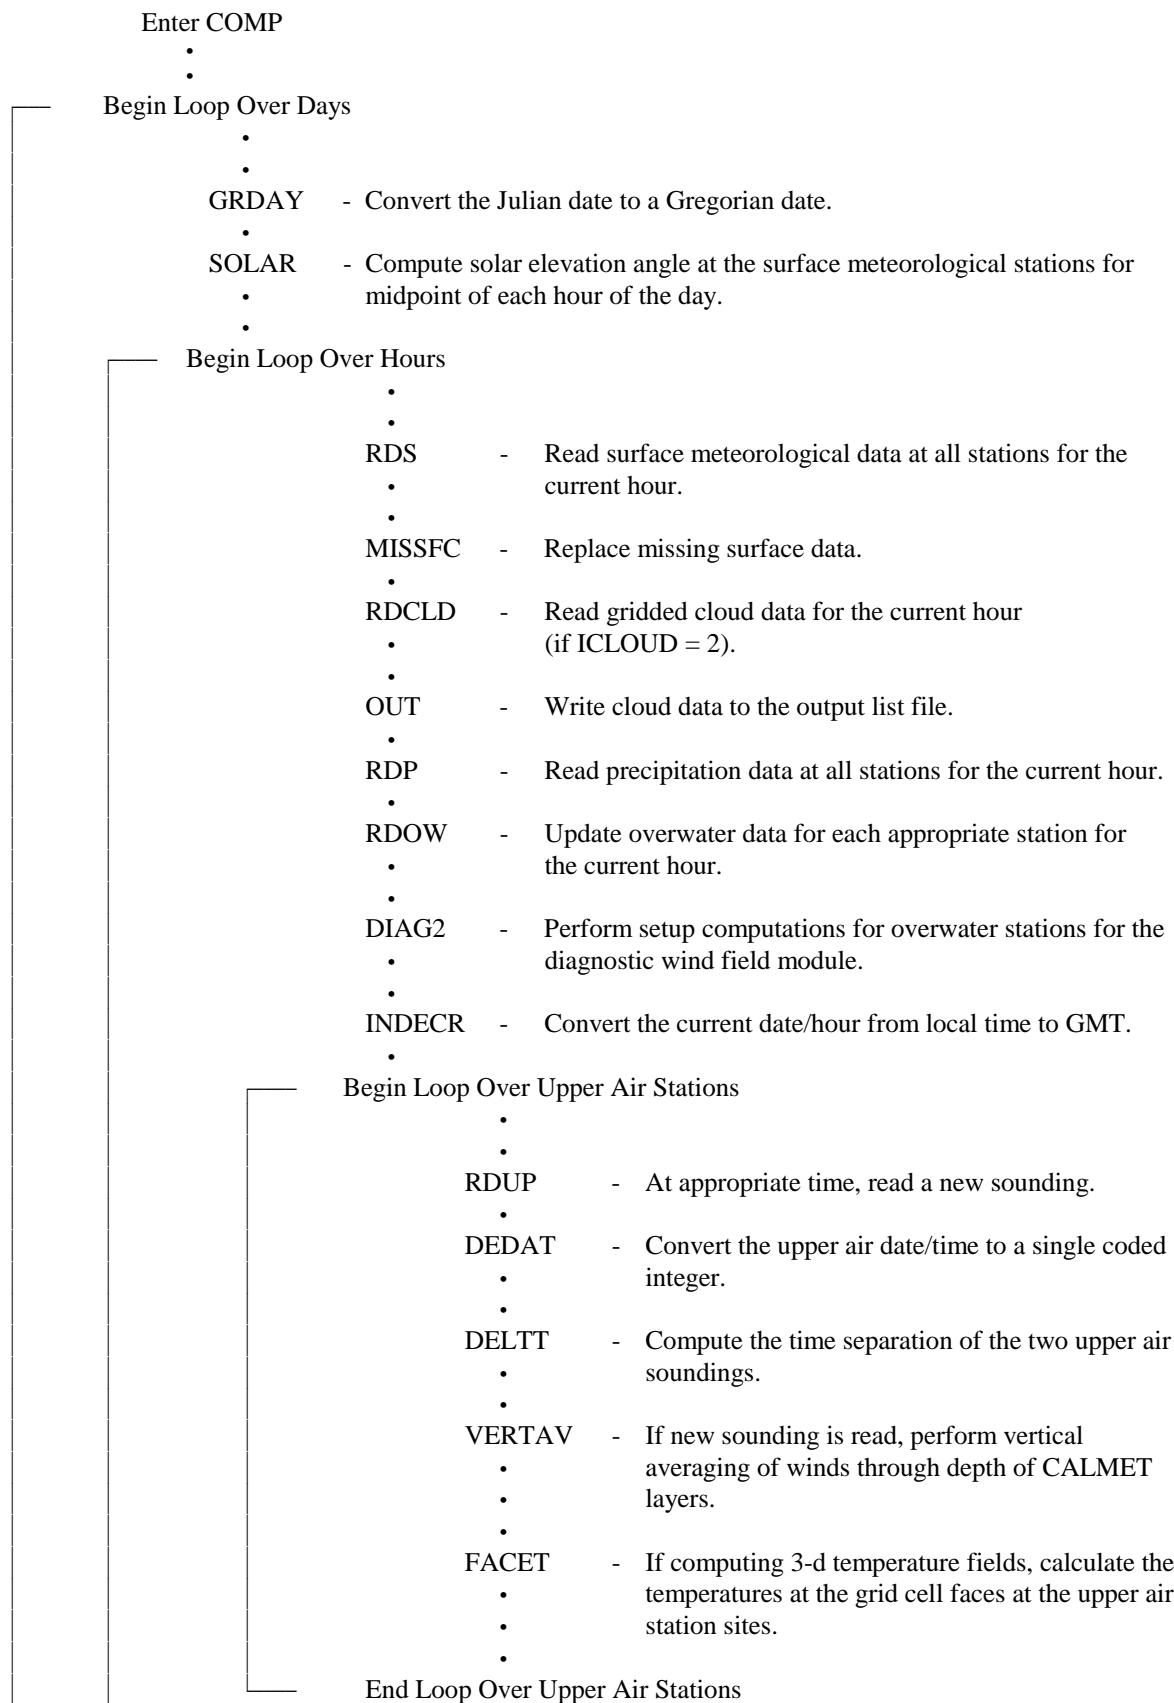 Enter COMP
Begin Loop Over Days
GRDAY - Convert the Julian date to a Gregorian date.
SOLAR - Compute solar elevation angle at the surface meteorological stations for
midpoint of each hour of the day.
Begin Loop Over Hours
RDS - Read surface meteorological data at all stations for the
current hour.
MISSFC - Replace missing surface data.
RDCLD - Read gridded cloud data for the current hour
(if ICLOUD = 2).
OUT - Write cloud data to the output list file.
RDP - Read precipitation data at all stations for the current hour.
RDOW - Update overwater data for each appropriate station for
the current hour.
DIAG2 - Perform setup computations for overwater stations for the
diagnostic wind field module.
INDECR - Convert the current date/hour from local time to GMT.
Begin Loop Over Upper Air Stations
RDUP - At appropriate time, read a new sounding.
DEDAT - Convert the upper air date/time to a single coded
integer.
DELTT - Compute the time separation of the two upper air
soundings.
VERTAV - If new sounding is read, perform vertical
averaging of winds through depth of CALMET
layers.
FACET - If computing 3-d temperature fields, calculate the
temperatures at the grid cell faces at the upper air
station sites.
End Loop Over Upper Air Stations